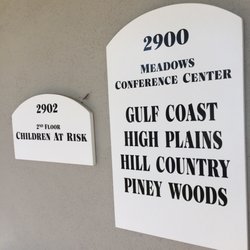 2902
2ND FLOOR
CHILDREN AT RISK
2900
MEADOWS
CONFERENCE CENTER
GULF COAST
HIGH PLAINS
HILL COUNTRY
PINEY WOODS